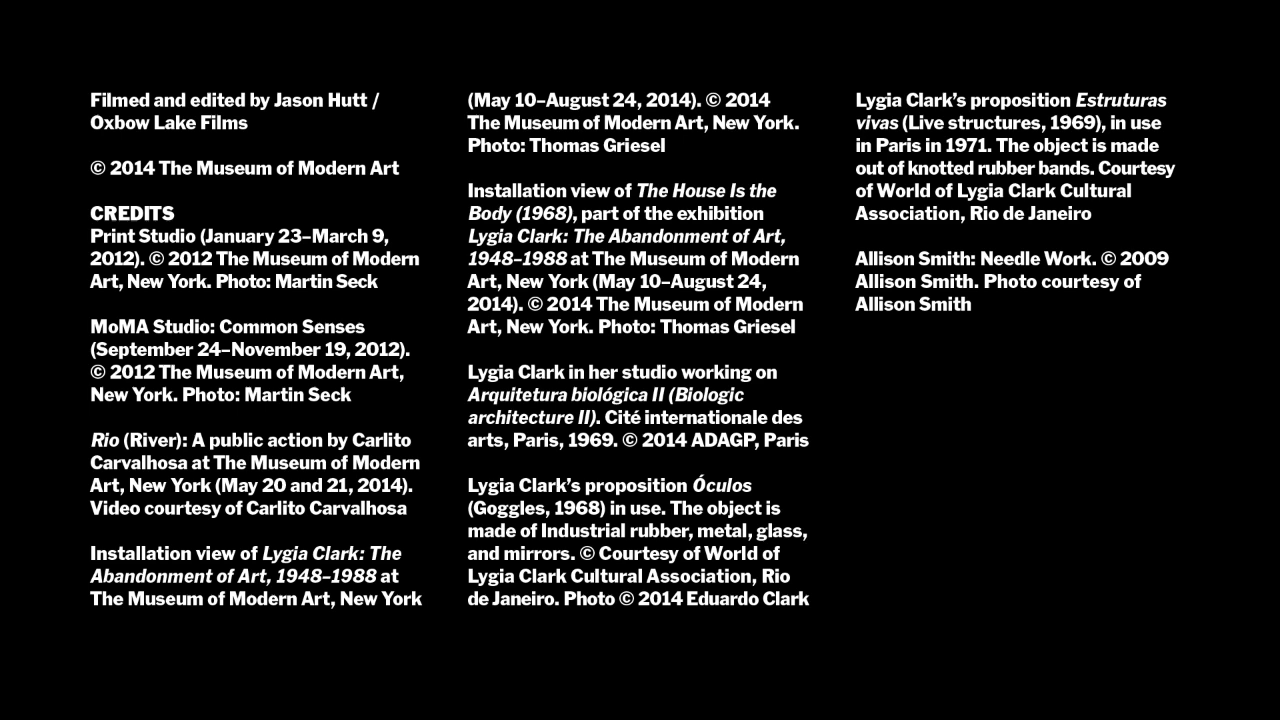 Filmed and edited by Jason Hutt /
Oxbow Lake Films
© 2014 The Museum of Modern Art
CREDITS
Print Studio (January 23–March 9,
2012). © 2012 The Museum of Modern
Art, New York. Photo: Martin Seck
MoMA Studio: Common Senses
(September 24–November 19, 2012).
© 2012 The Museum of Modern Art,
New York. Photo: Martin Seck
Rio (River): A public action by Carlito
Carvalhosa at The Museum of Modern
Art, New York (May 20 and 21, 2014).
Video courtesy of Carlito Carvalhosa
Installation view of Lygia Clark: The
Abandonment of Art, 1948–1988 at
The Museum of Modern Art, New York
(May 10–August 24, 2014). © 2014
The Museum of Modern Art, New York.
Photo: Thomas Griesel
Installation view of The House Is the
Body (1968), part of the exhibition
Lygia Clark: The Abandonment of Art,
1948–1988 at The Museum of Modern
Art, New York (May 10–August 24,
2014). © 2014 The Museum of Modern
Art, New York. Photo: Thomas Griesel
Lygia Clark in her studio working on
Arquitetura biológica II (Biologic
architecture II). Cité internationale des
arts, Paris, 1969. © 2014 ADAGP, Paris
Lygia Clark's proposition Óculos
(Goggles, 1968) in use. The object is
made of Industrial rubber, metal, glass,
and mirrors. © Courtesy of World of
Lygia Clark Cultural Association, Rio
de Janeiro. Photo © 2014 Eduardo Clark
Lygia Clark's proposition Estruturas
vivas (Live structures, 1969), in use
in Paris in 1971. The object is made
out of knotted rubber bands. Courtesy
of World of Lygia Clark Cultural
Association, Rio de Janeiro
Allison Smith: Needle Work. © 2009
Allison Smith. Photo courtesy of
Allison Smith